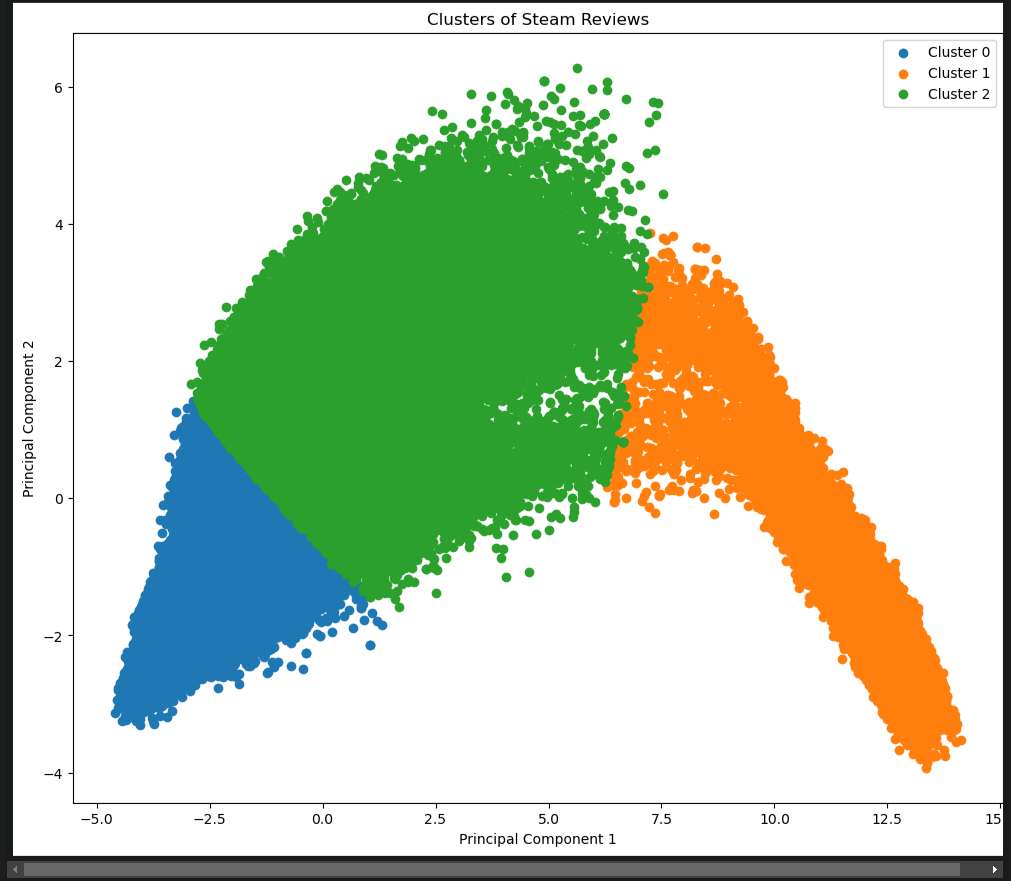 Clusters of Steam Reviews
Cluster 0
Cluster 1
Cluster 2
6
4
2
0
−2
−4
Principal Component 2
−5.0 −2.5 0.0 2.5 5.0 7.5 10.0 12.5 15
Principal Component 1